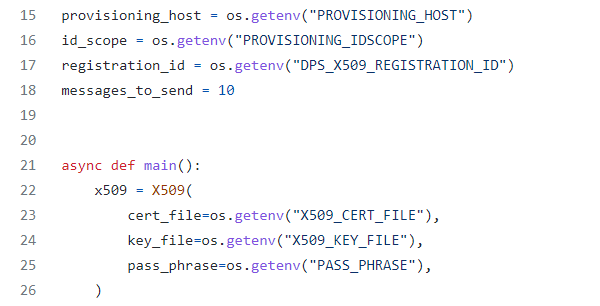 15 provisioning_host = os.getenv("PROVISIONING_HOST")
16 id_scope = os.getenv("PROVISIONING_IDSCOPE")
17 registration_id = os.getenv("DPS_X509_REGISTRATION_ID")
18 messages_to_send = 10
19
20
21 async def main():
22     x509 = X509(
23         cert_file=os.getenv("X509_CERT_FILE"),
24         key_file=os.getenv("X509_KEY_FILE"),
25         pass_phrase=os.getenv("PASS_PHRASE"),
26     )